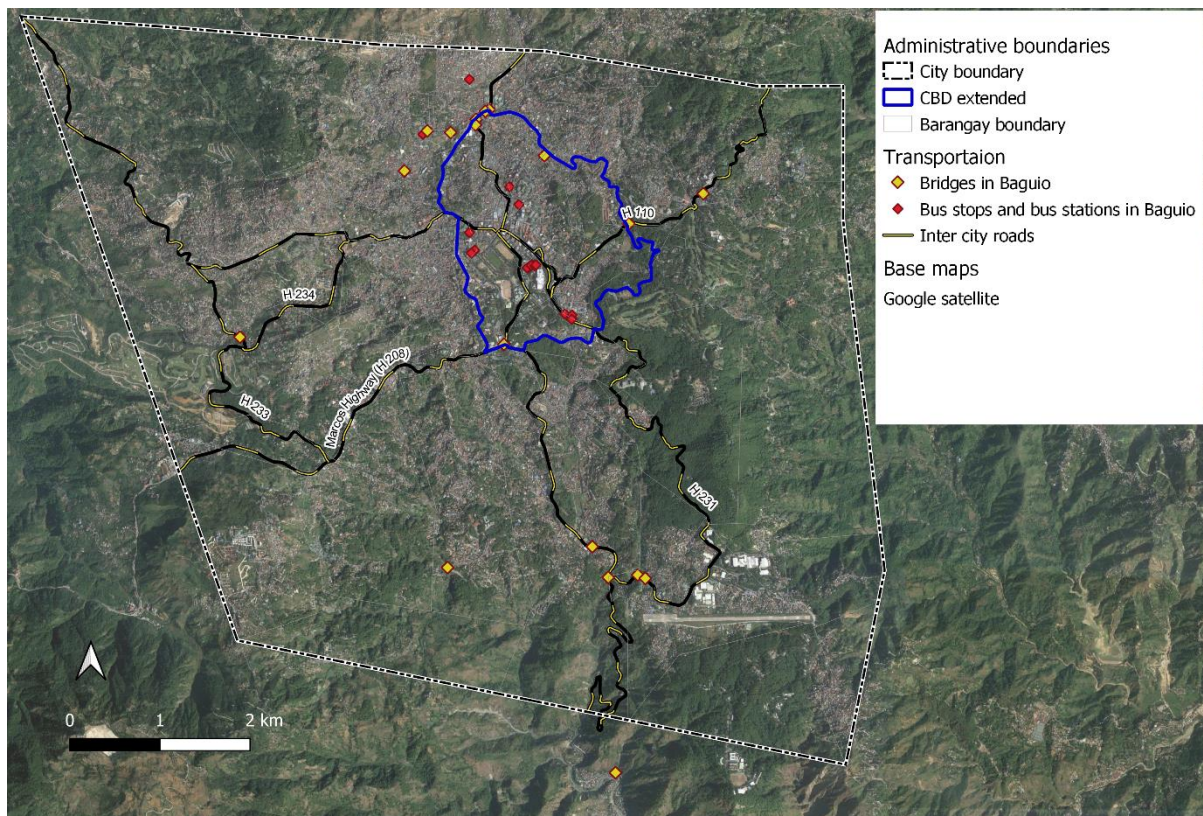 Administrative boundaries
City boundary
CBD extended
Barangay boundary
Transportaion
Bridges in Baguio
Bus stops and bus stations in Baguio
Inter city roads
Base maps
Google satellite
H 110
H 234
Marcos Highway (H 208)
H 233
H 231
0 1 2 km